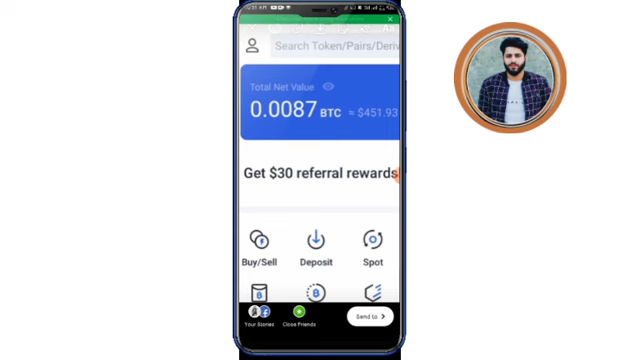 Search Token/Pairs/Deriv
Total Net Value
0.0087 BTC ≈ $451.93
Get $30 referral rewards
Buy/Sell
Deposit
Spot
Your Stories
Close Friends
Send to